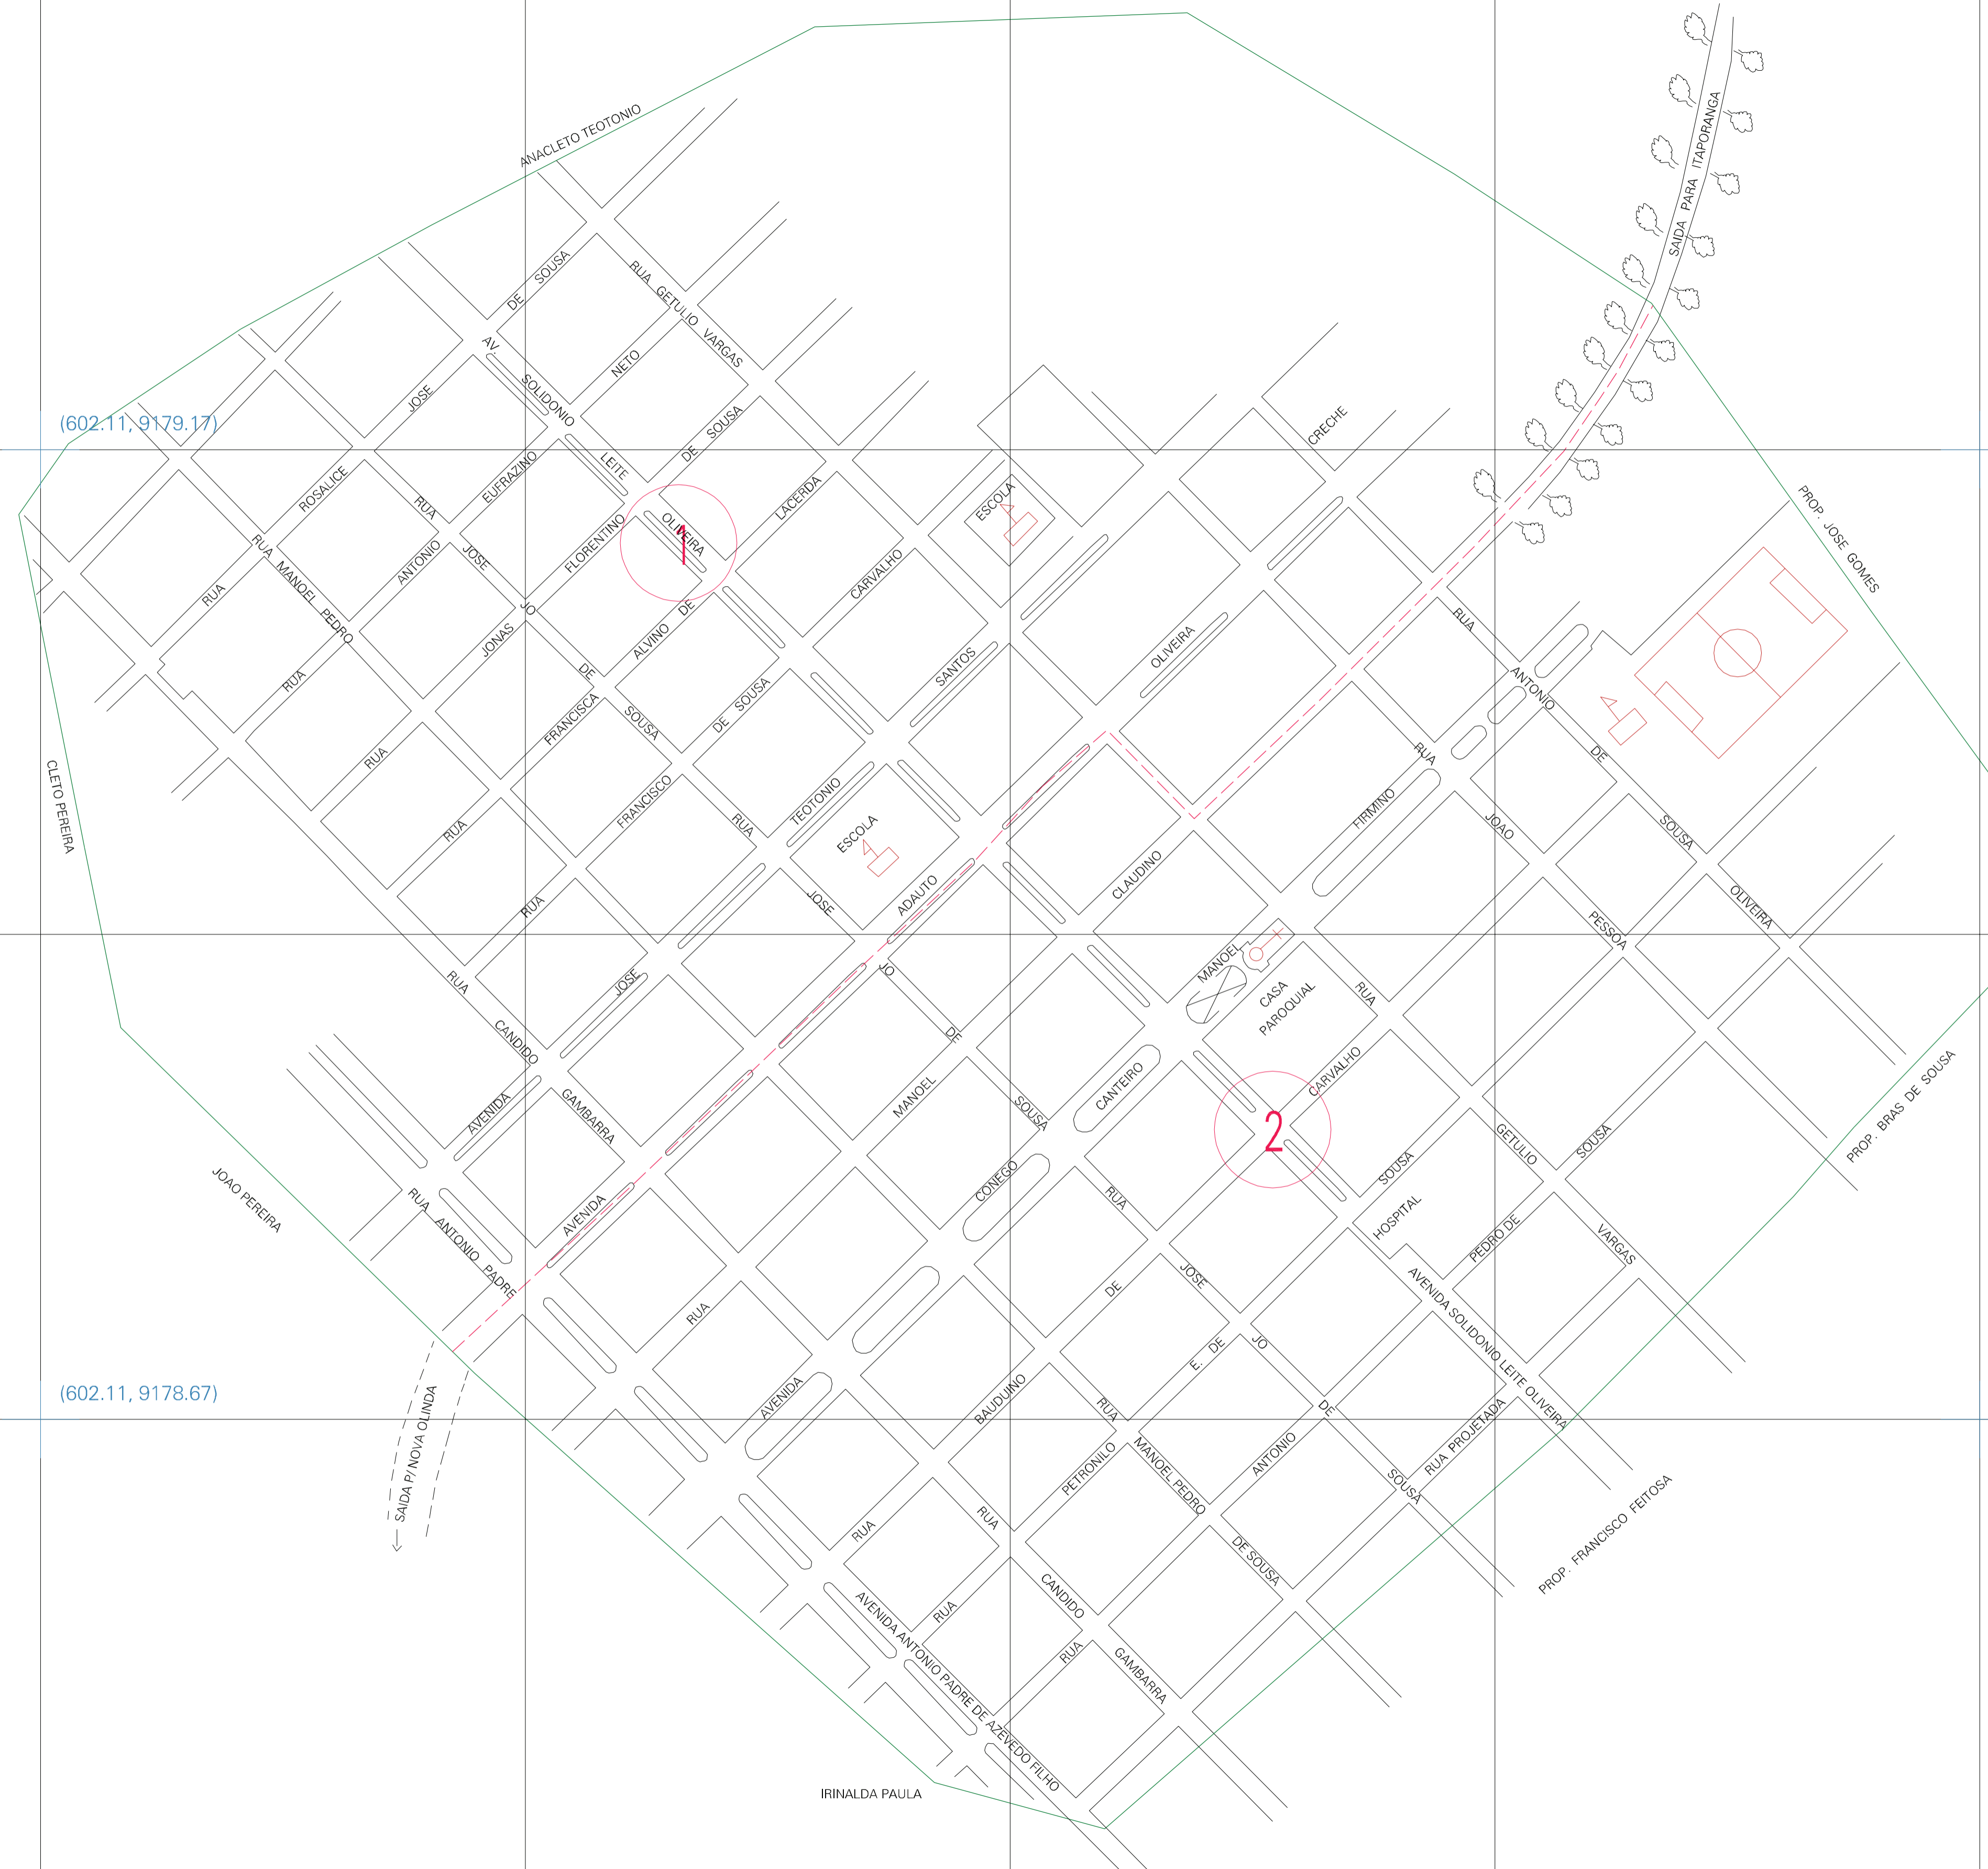 ANACLETO TEOTONIO
SAIDA PARA ITAPORANGA
DE SOUSA
RUA GETULIO VARGAS
AV. SOLIDONIO LEITE OLIVEIRA
NETO
JOSE
DE SOUSA
CRECHE
(602.11, 9179.17)
ROSALICE
EUFRAZINO
LACERDA
ESCOLA
PROP. JOSE GOMES
RUA JOSE JO DE SOUSA
FLORENTINO
1
CARVALHO
RUA MANOEL PEDRO
ANTONIO
RUA
JONAS
ALVINO DE
SANTOS
OLIVEIRA
RUA ANTONIO DE SOUSA OLIVEIRA
RUA
FRANCISCA
DE SOUSA
RUA
FRANCISCO
TEOTONIO
ESCOLA
RUA JOAO PESSOA
FIRMINO
CLETO PEREIRA
RUA
RUA JOSE JO DE SOUSA
ADAUTO
CLAUDINO
RUA
JOSE
MANOEL
CASA
PAROQUIAL
RUA GETULIO VARGAS
RUA CANDIDO GAMBARRA
AVENIDA
MANOEL
CANTEIRO
CARVALHO
2
SOUSA
SOUSA
PROP. BRAS DE SOUSA
JOAO PEREIRA
RUA ANTONIO PADRE
AVENIDA
CONEGO
RUA JOSE JO DE SOUSA
HOSPITAL
PEDRO DE
AVENIDA SOLIDONIO LEITE OLIVEIRA
RUA
DE
E. DE
(602.11, 9178.67)
SAIDA P/ NOVA OLINDA
AVENIDA
BAUDUINO
RUA MANOEL PEDRO DE SOUSA
PETRONILO
ANTONIO
RUA PROJETADA
PROP. FRANCISCO FEITOSA
RUA
RUA CANDIDO GAMBARRA
RUA
RUA
AVENIDA ANTONIO PADRE DE AZEVEDO FILHO
IRINALDA PAULA